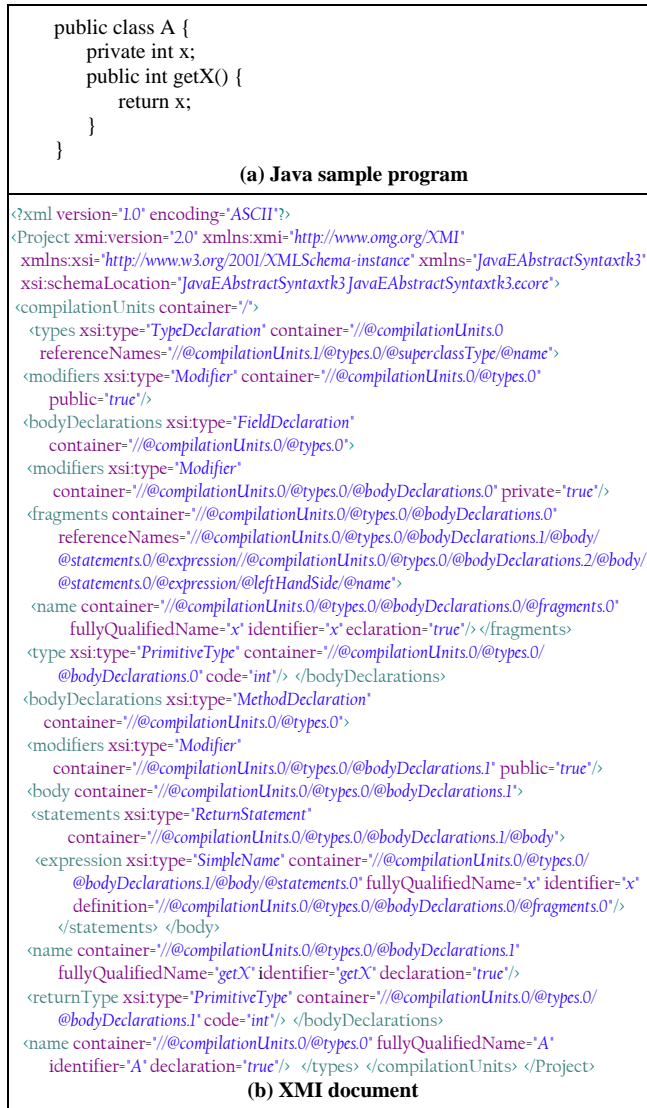 public class A {
private int x;
public int getX() {
return x;
}
}
(a) Java sample program
<?xml version="1.0" encoding="ASCII"?>
<Project xmi:version="2.0" xmlns:xmi="http://www.omg.org/XMI"
xmlns:xsi="http://www.w3.org/2001/XMLSchema-instance" xmlns="JavaEAbstractSyntaxtk3"
xsi:schemaLocation="JavaEAbstractSyntaxtk3 JavaEAbstractSyntaxtk3.ecore">
<compilationUnits container="/">
<types xsi:type="TypeDeclaration" container="//@compilationUnits.0
referenceNames="//@compilationUnits.1/@types.0/@superclassType/@name">
<modifiers xsi:type="Modifier" container="//@compilationUnits.0/@types.0"
public="true"/>
<bodyDeclarations xsi:type="FieldDeclaration"
container="//@compilationUnits.0/@types.0">
<modifiers xsi:type="Modifier"
container="//@compilationUnits.0/@types.0/@bodyDeclarations.0" private="true"/>
<fragments container="//@compilationUnits.0/@types.0/@bodyDeclarations.0"
referenceNames="//@compilationUnits.0/@types.0/@bodyDeclarations.1/@body/
@statements.0/@expression//@compilationUnits.0/@types.0/@bodyDeclarations.2/@body/
@statements.0/@expression/@leftHandSide/@name">
<name container="//@compilationUnits.0/@types.0/@bodyDeclarations.0/@fragments.0"
fullyQualifiedName="x" identifier="x" eclaration="true"/> </fragments>
<type xsi:type="PrimitiveType" container="//@compilationUnits.0/@types.0/
@bodyDeclarations.0" code="int"/> </bodyDeclarations>
<bodyDeclarations xsi:type="MethodDeclaration"
container="//@compilationUnits.0/@types.0">
<modifiers xsi:type="Modifier"
container="//@compilationUnits.0/@types.0/@bodyDeclarations.1" public="true"/>
<body container="//@compilationUnits.0/@types.0/@bodyDeclarations.1">
<statements xsi:type="ReturnStatement"
container="//@compilationUnits.0/@types.0/@bodyDeclarations.1/@body">
<expression xsi:type="SimpleName" container="//@compilationUnits.0/@types.0/
@bodyDeclarations.1/@body/@statements.0" fullyQualifiedName="x" identifier="x"
definition="//@compilationUnits.0/@types.0/@bodyDeclarations.0/@fragments.0"/>
</statements> </body>
<name container="//@compilationUnits.0/@types.0/@bodyDeclarations.1"
fullyQualifiedName="getX" identifier="getX" declaration="true"/>
<returnType xsi:type="PrimitiveType" container="//@compilationUnits.0/@types.0/
@bodyDeclarations.1" code="int"/> </bodyDeclarations>
<name container="//@compilationUnits.0/@types.0" fullyQualifiedName="A"
identifier="A" declaration="true"/> </types> </compilationUnits> </Project>
(b) XMI document